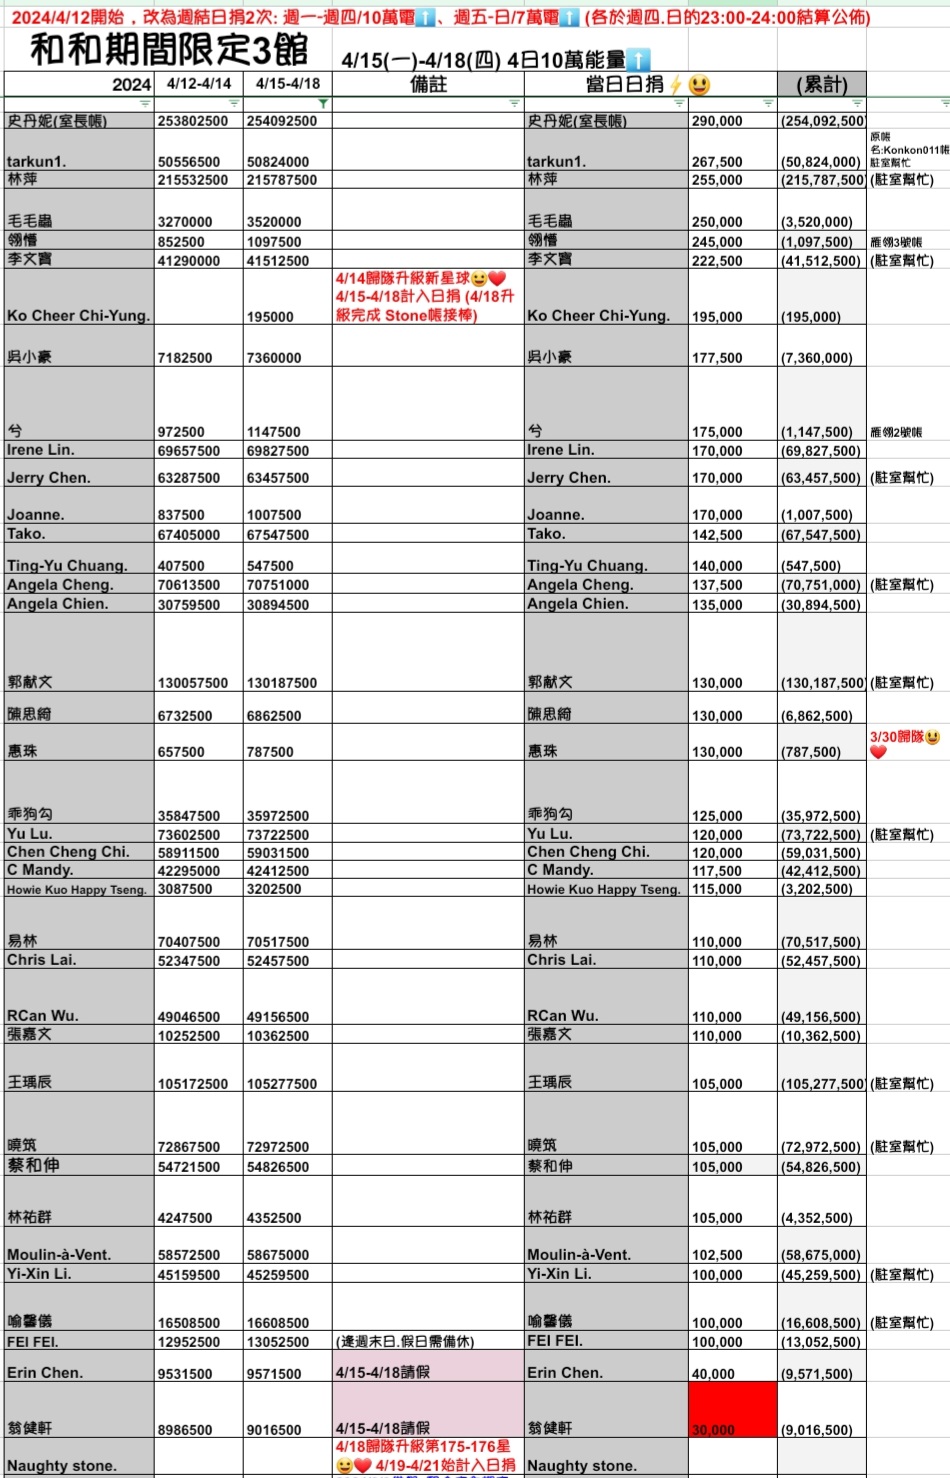 2024/4/12開始，改為週結日捐2次: 週一-週四/10萬電⬆️、週五-日/7萬電⬆️ (各於週四.日的23:00-24:00結算公佈)
和和期間限定3館 4/15(一)-4/18(四) 4日10萬能量⬆️
2024 4/12-4/14 4/15-4/18 備註 當日日捐⚡😃 (累計)
史丹妮(室長帳) 253802500 254092500 史丹妮(室長帳) 290,000 (254,092,500)
原帳
名:Konkon011帳
tarkun1. 50556500 50824000 tarkun1. 267,500 (50,824,000) 駐室幫忙
林萍 215532500 215787500 林萍 255,000 (215,787,500) (駐室幫忙)
毛毛蟲 3270000 3520000 毛毛蟲 250,000 (3,520,000)
翎慵 852500 1097500 翎慵 245,000 (1,097,500) 雁翎3號帳
李文寶 41290000 41512500 李文寶 222,500 (41,512,500) (駐室幫忙)
4/14歸隊升級新星球😆❤️
4/15-4/18計入日捐 (4/18升
級完成 Stone帳接棒)
Ko Cheer Chi-Yung. 195000 Ko Cheer Chi-Yung. 195,000 (195,000)
吳小豪 7182500 7360000 吳小豪 177,500 (7,360,000)
兮 972500 1147500 兮 175,000 (1,147,500) 雁翎2號帳
Irene Lin. 69657500 69827500 Irene Lin. 170,000 (69,827,500)
Jerry Chen. 63287500 63457500 Jerry Chen. 170,000 (63,457,500) (駐室幫忙)
Joanne. 837500 1007500 Joanne. 170,000 (1,007,500)
Tako. 67405000 67547500 Tako. 142,500 (67,547,500)
Ting-Yu Chuang. 407500 547500 Ting-Yu Chuang. 140,000 (547,500)
Angela Cheng. 70613500 70751000 Angela Cheng. 137,500 (70,751,000) (駐室幫忙)
Angela Chien. 30759500 30894500 Angela Chien. 135,000 (30,894,500)
郭献文 130057500 130187500 郭献文 130,000 (130,187,500) (駐室幫忙)
陳思綺 6732500 6862500 陳思綺 130,000 (6,862,500)
惠珠 657500 787500 惠珠 130,000 (787,500) 3/30歸隊😃
❤️
乖狗勾 35847500 35972500 乖狗勾 125,000 (35,972,500)
Yu Lu. 73602500 73722500 Yu Lu. 120,000 (73,722,500) (駐室幫忙)
Chen Cheng Chi. 58911500 59031500 Chen Cheng Chi. 120,000 (59,031,500)
C Mandy. 42295000 42412500 C Mandy. 117,500 (42,412,500)
Howie Kuo Happy Tseng. 3087500 3202500 Howie Kuo Happy Tseng. 115,000 (3,202,500)
易林 70407500 70517500 易林 110,000 (70,517,500)
Chris Lai. 52347500 52457500 Chris Lai. 110,000 (52,457,500)
RCan Wu. 49046500 49156500 RCan Wu. 110,000 (49,156,500)
張嘉文 10252500 10362500 張嘉文 110,000 (10,362,500)
王瑀辰 105172500 105277500 王瑀辰 105,000 (105,277,500) (駐室幫忙)
曉筑 72867500 72972500 曉筑 105,000 (72,972,500) (駐室幫忙)
蔡和伸 54721500 54826500 蔡和伸 105,000 (54,826,500)
林祐群 4247500 4352500 林祐群 105,000 (4,352,500)
Moulin-à-Vent. 58572500 58675000 Moulin-à-Vent. 102,500 (58,675,000)
Yi-Xin Li. 45159500 45259500 Yi-Xin Li. 100,000 (45,259,500) (駐室幫忙)
喻馨儀 16508500 16608500 喻馨儀 100,000 (16,608,500) (駐室幫忙)
FEI FEI. 12952500 13052500 (逢週末日.假日需備休) FEI FEI. 100,000 (13,052,500)
Erin Chen. 9531500 9571500 4/15-4/18請假 Erin Chen. 40,000 (9,571,500)
翁健軒 8986500 9016500 4/15-4/18請假 翁健軒 30,000 (9,016,500)
4/18歸隊升級第175-176星
😆❤️ 4/19-4/21始計入日捐
Naughty stone. Naughty stone.